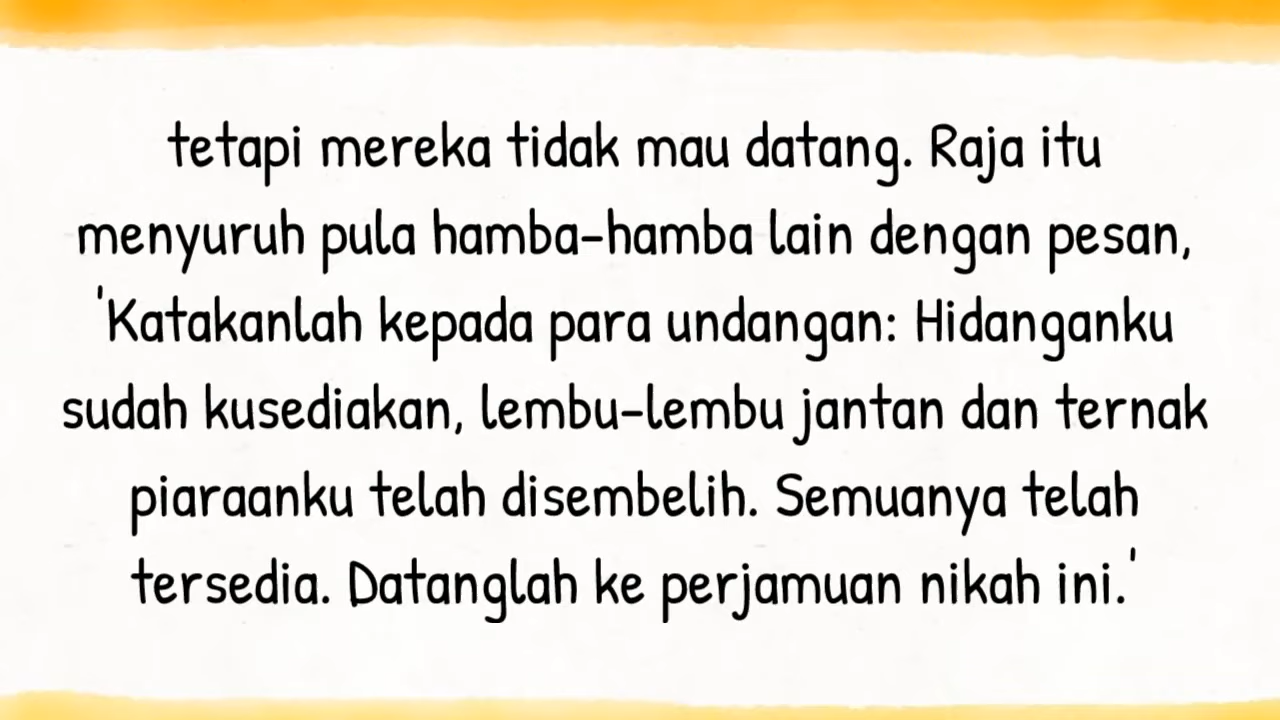 tetapi mereka tidak mau datang. Raja itu
menyuruh pula hamba-hamba lain dengan pesan,
'Katakanlah kepada para undangan: Hidanganku
sudah kusediakan, lembu-lembu jantan dan ternak
piaraanku telah disembelih. Semuanya telah
tersedia. Datanglah ke perjamuan nikah ini.'